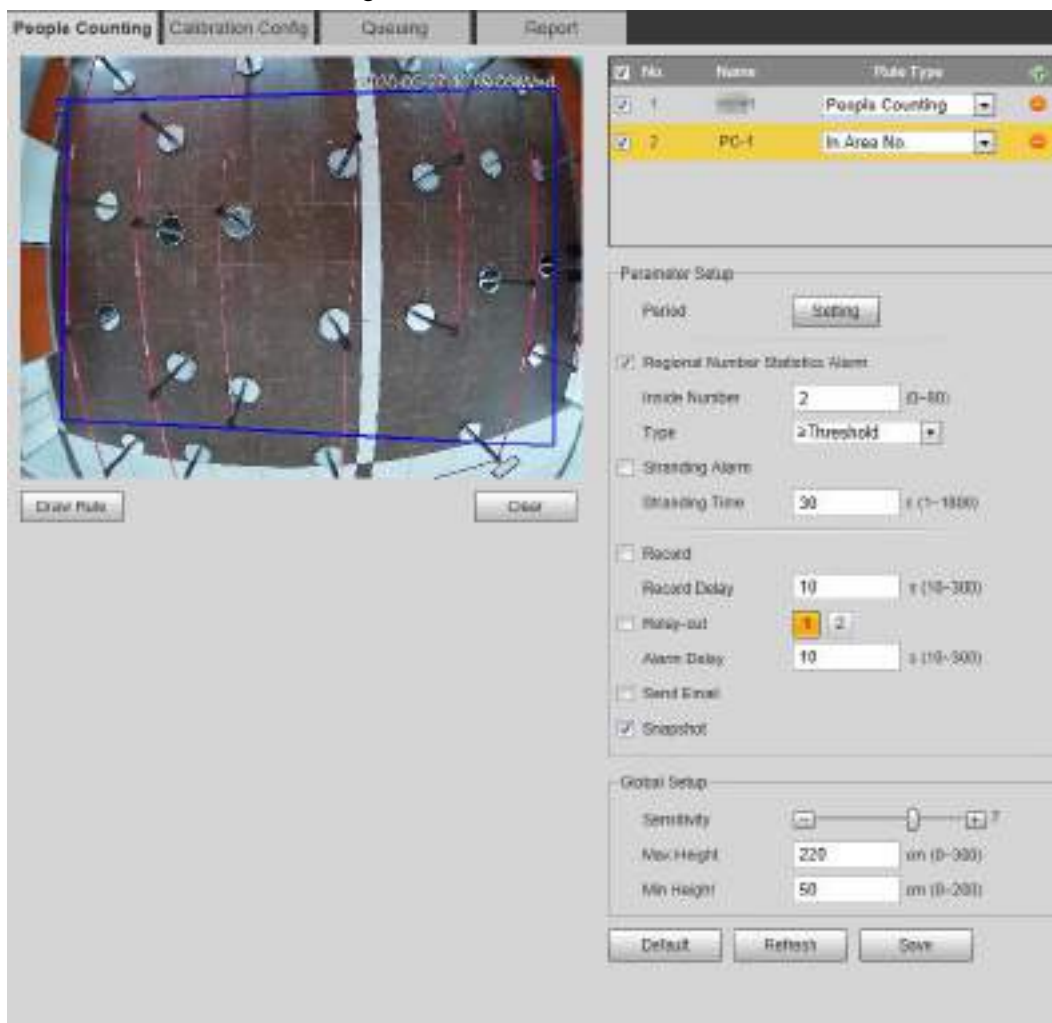 People Counting Calibration Config Queuing Report
No. Name Rule Type
1 People Counting
2 PC-1 In Area No.
Parameter Setup
Period Setting
Regional Number Statistics Alarm
Inside Number 2 (0~80)
Type ≥Threshold
Stranding Alarm
Stranding Time 30 s (1~1800)
Record
Record Delay 10 s (10~300)
Relay-out 1 2
Alarm Delay 10 s (10~300)
Send Email
Snapshot
Draw Rule Clear
Global Setup
Sensitivity 7
Max Height 220 cm (0~300)
Min Height 50 cm (0~200)
Default Refresh Save